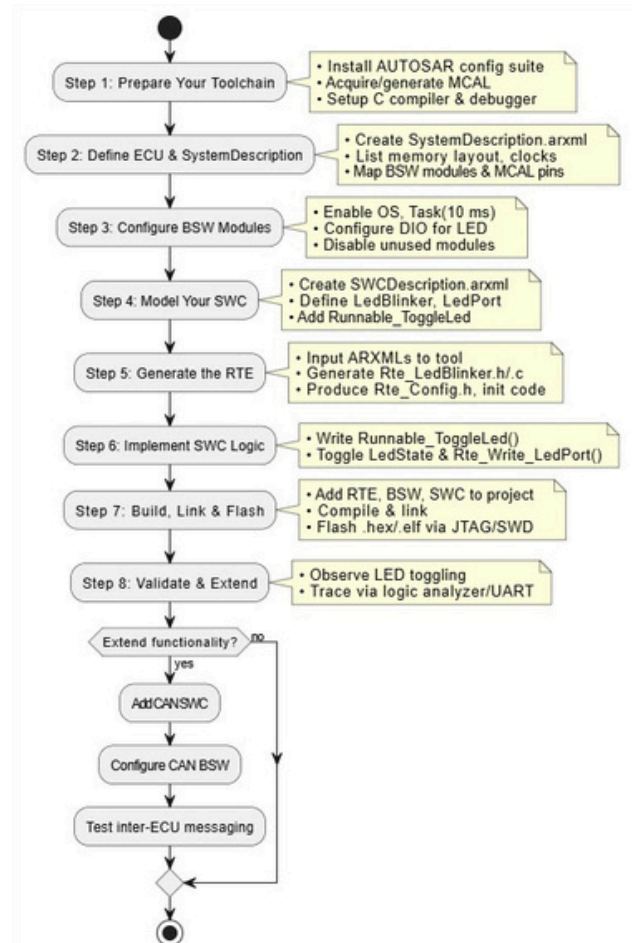 Step 1: Prepare Your Toolchain
• Install AUTOSAR config suite
• Acquire/generate MCAL
• Setup C compiler & debugger
Step 2: Define ECU & SystemDescription
• Create SystemDescription.arxml
• List memory layout, clocks
• Map BSW modules & MCAL pins
Step 3: Configure BSW Modules
• Enable OS, Task(10 ms)
• Configure DIO for LED
• Disable unused modules
Step 4: Model Your SWC
• Create SWCDescription.arxml
• Define LedBlinker, LedPort
• Add Runnable_ToggleLed
Step 5: Generate the RTE
• Input ARXMLs to tool
• Generate Rte_LedBlinker.h/.c
• Produce Rte_Config.h, init code
Step 6: Implement SWC Logic
• Write Runnable_ToggleLed()
• Toggle LedState & Rte_Write_LedPort()
Step 7: Build, Link & Flash
• Add RTE, BSW, SWC to project
• Compile & link
• Flash .hex/.elf via JTAG/SWD
Step 8: Validate & Extend
• Observe LED toggling
• Trace via logic analyzer/UART
Extend functionality?
no
yes
Add CAN SWC
Configure CAN BSW
Test inter-ECU messaging